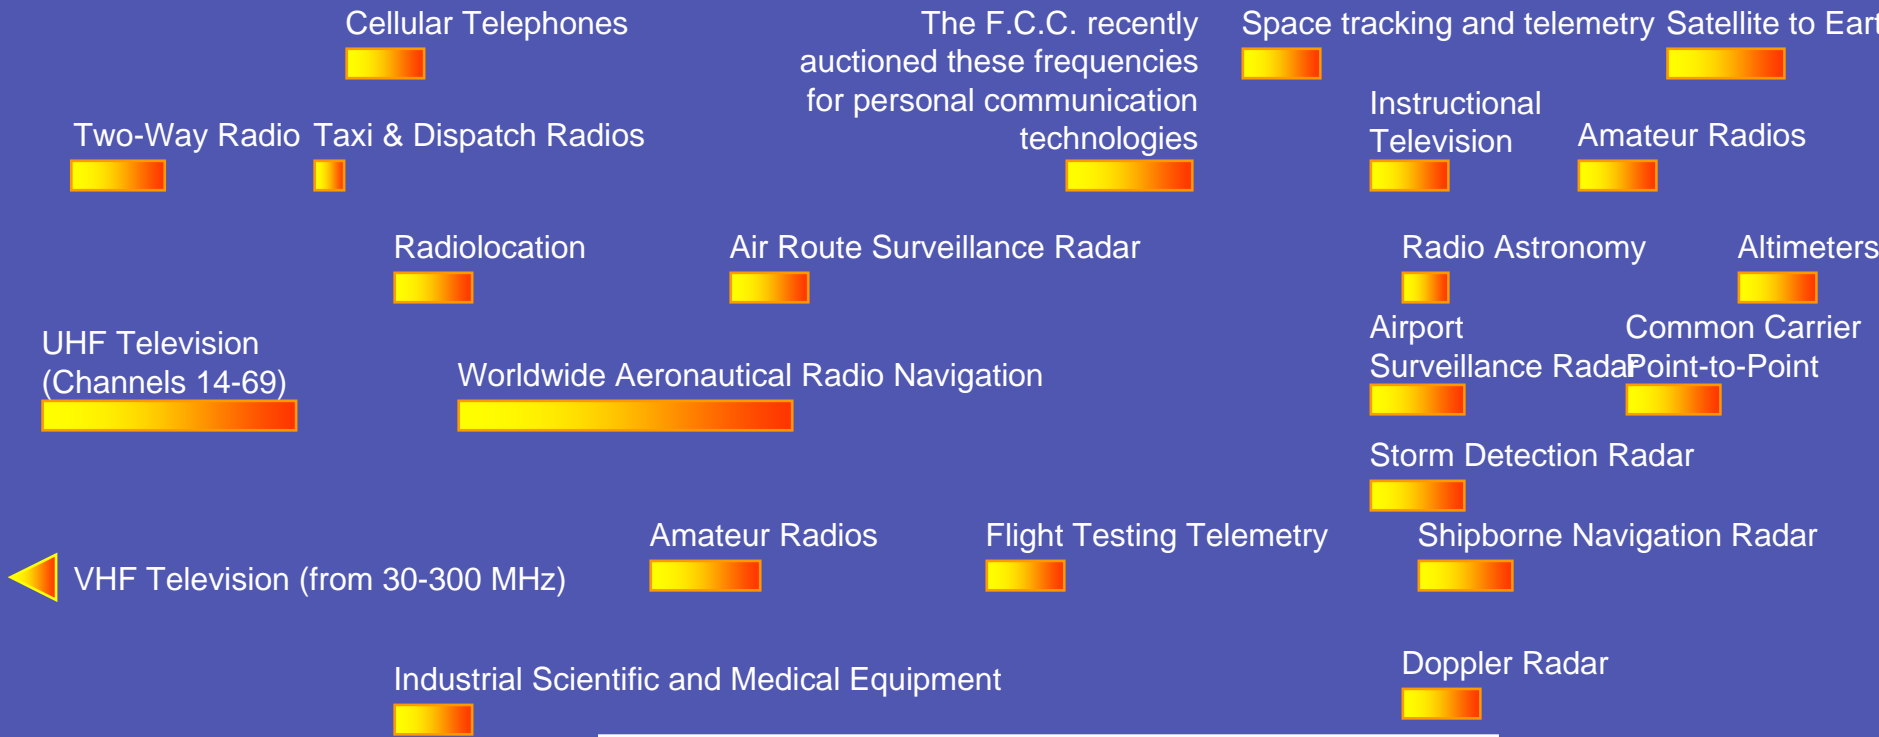 Cellular Telephones
The F.C.C. recently
auctioned these frequencies
for personal communication
technologies
Space tracking and telemetry
Satellite to Eart
Two-Way Radio
Taxi & Dispatch Radios
Instructional
Television
Amateur Radios
Radiolocation
Air Route Surveillance Radar
Radio Astronomy
Altimeters
UHF Television
(Channels 14-69)
Worldwide Aeronautical Radio Navigation
Airport
Surveillance Radar
Common Carrier
Point-to-Point
Storm Detection Radar
Amateur Radios
Flight Testing Telemetry
Shipborne Navigation Radar
VHF Television (from 30-300 MHz)
Industrial Scientific and Medical Equipment
Doppler Radar